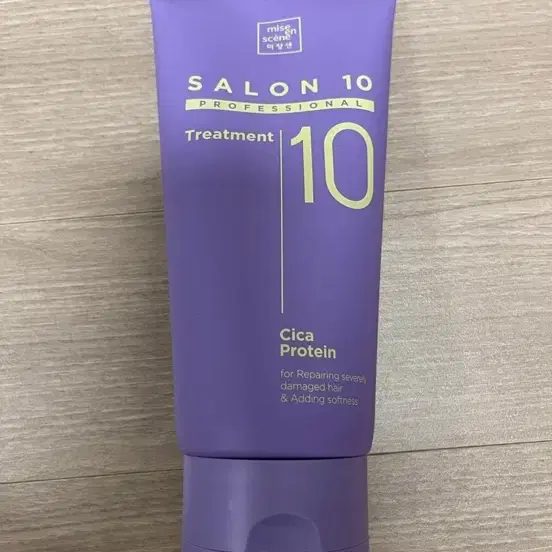 mise
en
scène
미쟝센
SALON 10
PROFESSIONAL
Treatment
10
Cica
Protein
for Repairing severely
damaged hair
& Adding softness